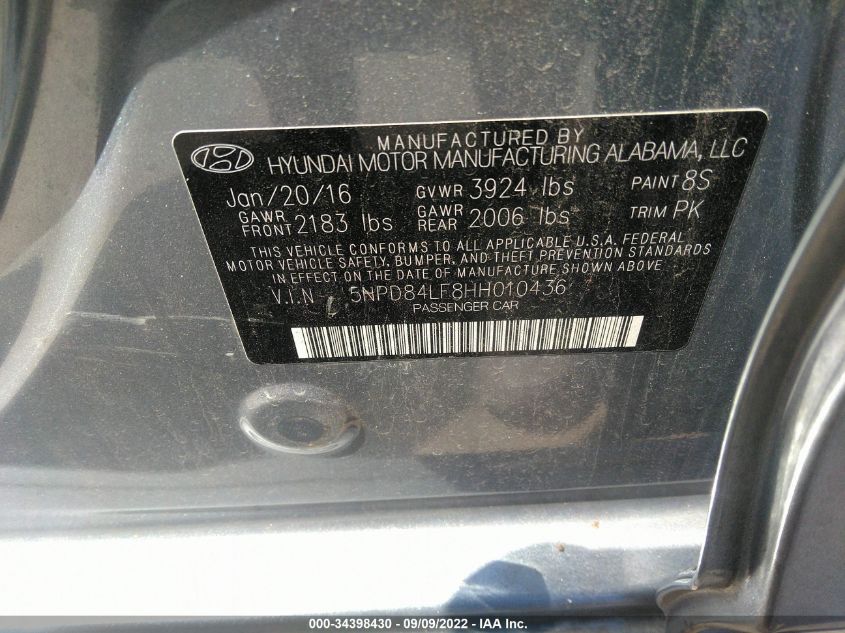 MANUFACTURED BY
HYUNDAI MOTOR MANUFACTURING ALABAMA, LLC
Jan/20/16 GVWR 3924 lbs PAINT 8S
GAWR FRONT 2183 lbs GAWR REAR 2006 lbs TRIM PK
THIS VEHICLE CONFORMS TO ALL APPLICABLE U.S.A. FEDERAL
MOTOR VEHICLE SAFETY, BUMPER, AND THEFT PREVENTION STANDARDS
IN EFFECT ON THE DATE OF MANUFACTURE SHOWN ABOVE.
V.I.N : 5NPD84LF8HH010436
PASSENGER CAR
000-34398430 - 09/09/2022 - IAA Inc.